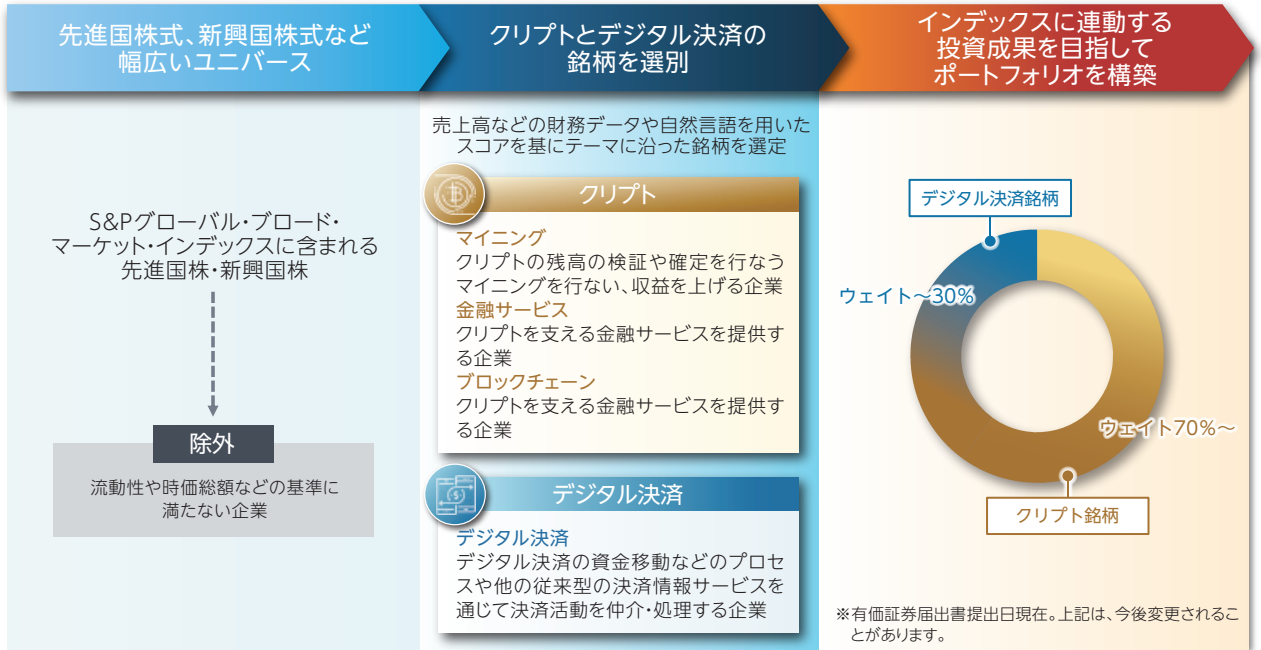 先進国株式、新興国株式など
幅広いユニバース
クリプトとデジタル決済の
銘柄を選別
インデックスに連動する
投資成果を目指して
ポートフォリオを構築
S&Pグローバル・ブロード・
マーケット・インデックスに含まれる
先進国株・新興国株
除外
流動性や時価総額などの基準に
満たない企業
売上高などの財務データや自然言語を用いた
スコアを基にテーマに沿った銘柄を選定
クリプト
マイニング
クリプトの残高の検証や確定を行なう
マイニングを行ない、収益を上げる企業
金融サービス
クリプトを支える金融サービスを提供す
る企業
ブロックチェーン
クリプトを支える金融サービスを提供す
る企業
デジタル決済
デジタル決済
デジタル決済の資金移動などのプロセ
スや他の従来型の決済情報サービスを
通じて決済活動を仲介・処理する企業
デジタル決済銘柄
ウェイト~30%
ウェイト70%~
クリプト銘柄
※有価証券届出書提出日現在。上記は、今後変更されるこ
とがあります。